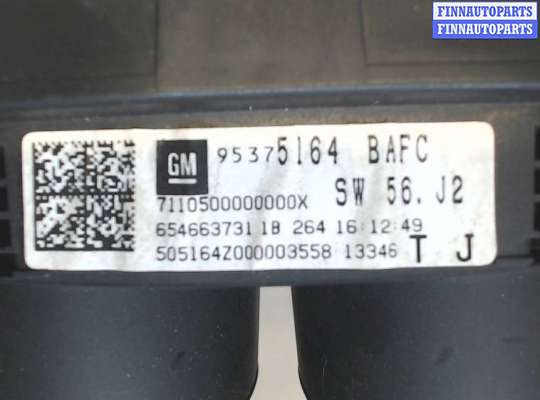 FINNAUTOPARTS
FINNAUTOPARTS
GM 95375164 BAFC
7110500000000X SW 56. J2
654663731 1B 264 16:12:49
505164Z000003558 13346 T J